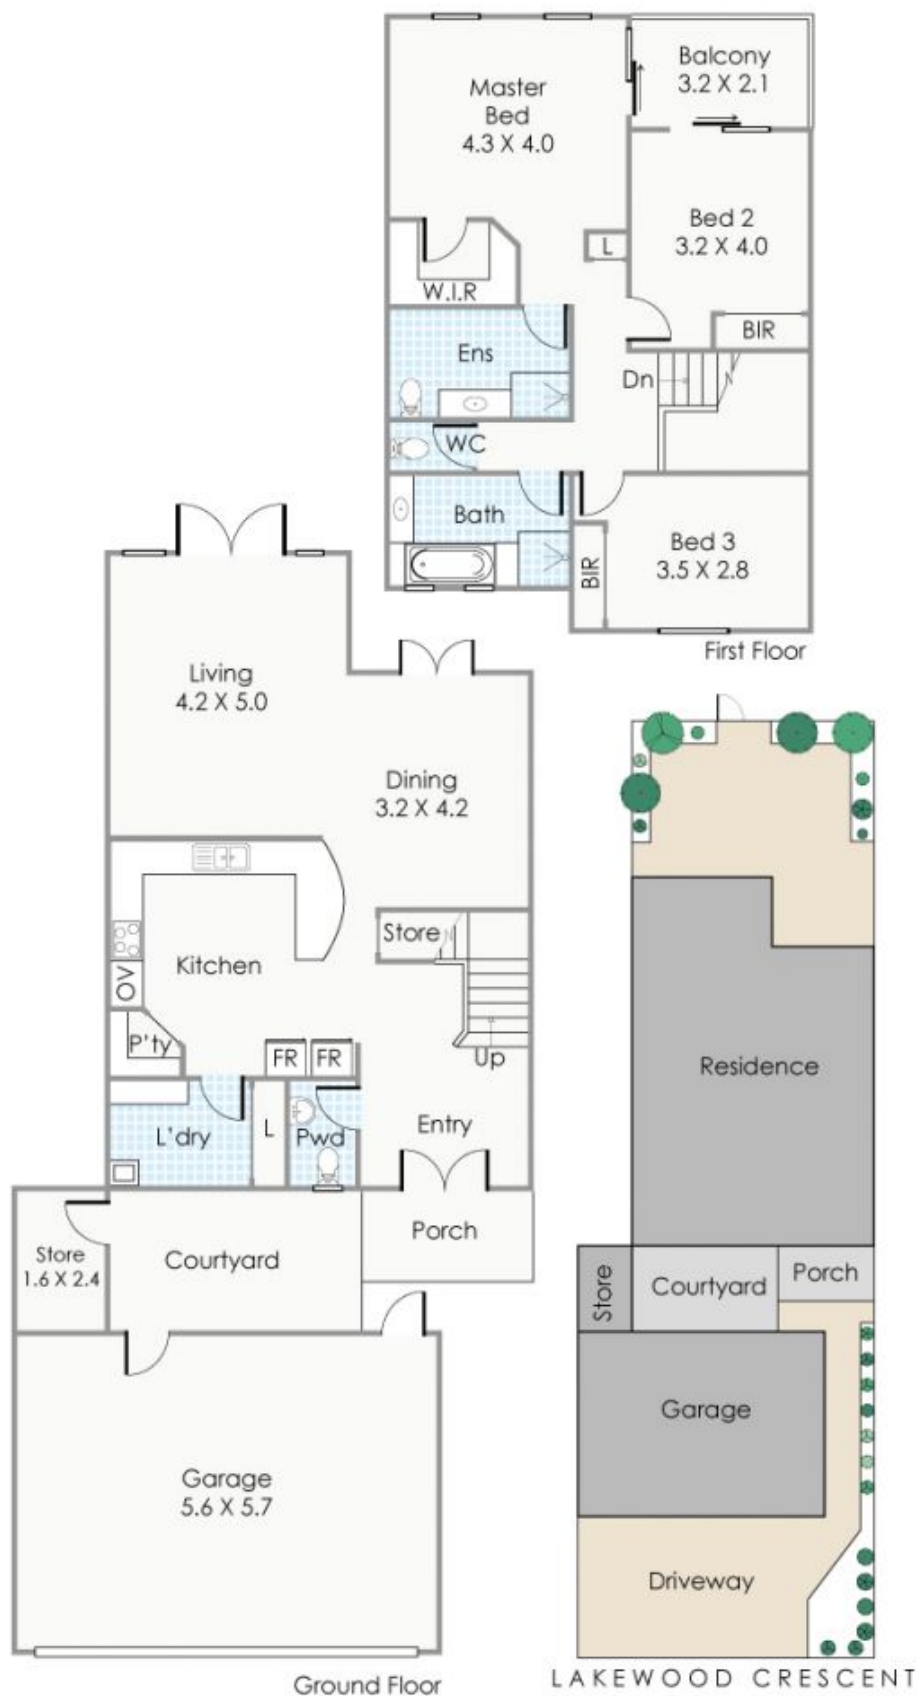 Master
Bed
4.3 X 4.0
Balcony
3.2 X 2.1
Bed 2
3.2 X 4.0
L
W.I.R
BIR
Ens
Dn
WC
Bath
Bed 3
3.5 X 2.8
BIR
First Floor
Living
4.2 X 5.0
Dining
3.2 X 4.2
Store
Kitchen
OV
P'ty
FR
FR
Up
L'dry
L
Pwd
Entry
Porch
Store
1.6 X 2.4
Courtyard
Garage
5.6 X 5.7
Ground Floor
Residence
Store
Courtyard
Porch
Garage
Driveway
LAKEWOOD CRESCENT